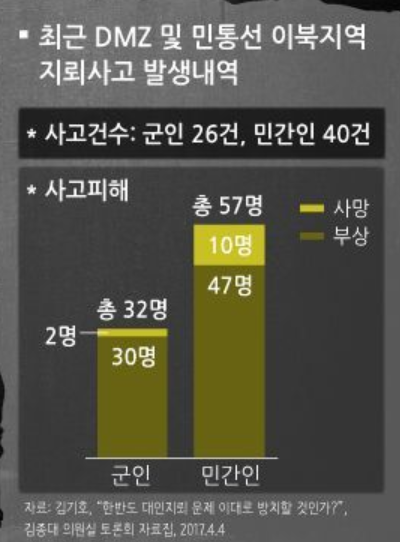 ▪ 최근 DMZ 및 민통선 이북지역
지뢰사고 발생내역
* 사고건수: 군인 26건, 민간인 40건
* 사고피해
총 57명
사망
부상
10명
47명
총 32명
2명
30명
군인
민간인
자료: 김기호, "한반도 대인지뢰 문제 이대로 방치할 것인가?",
김종대 의원실 토론회 자료집, 2017.4.4